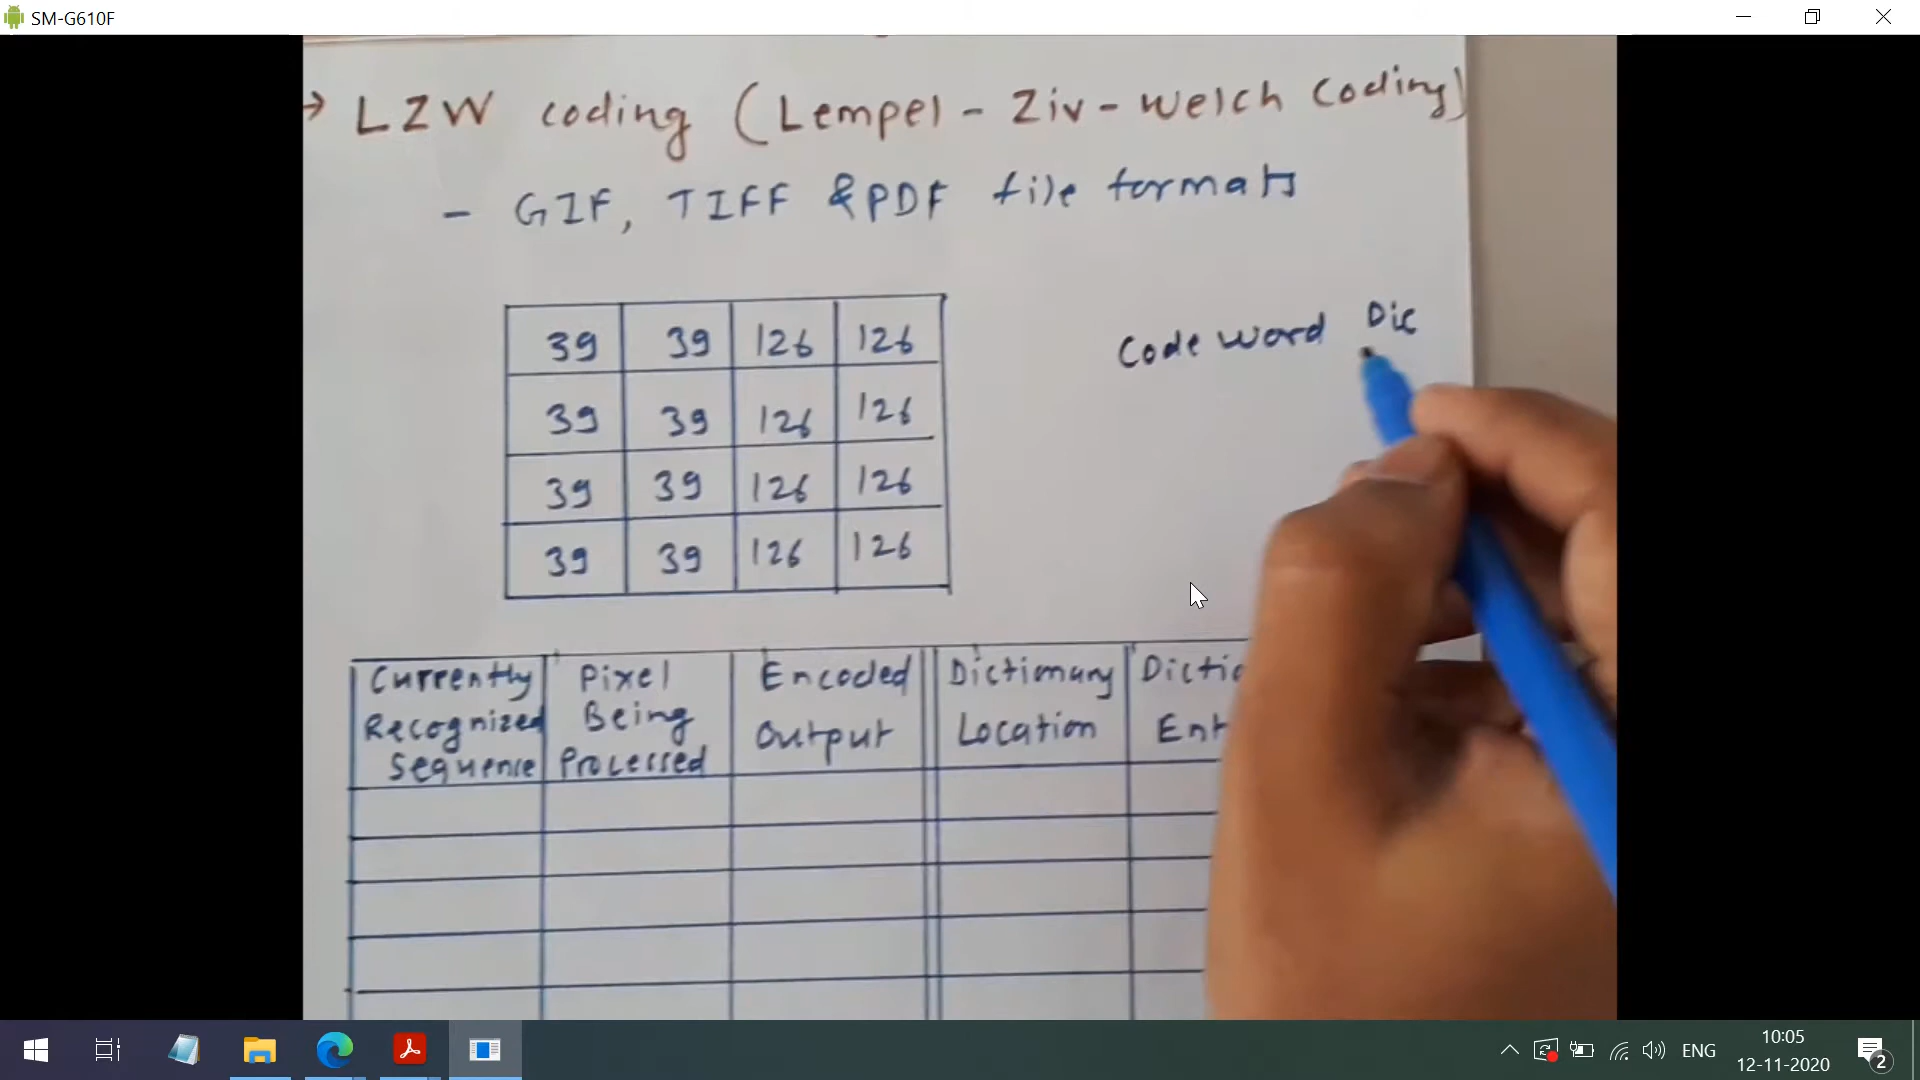 SM-G610F
→ LZW coding (Lempel - Ziv - Welch Coding)
- GIF, TIFF & PDF file formats
Code Word Dic
39 39 126 126
39 39 126 126
39 39 126 126
39 39 126 126
Currently Recognized Sequence
Pixel Being Processed
Encoded Output
Dictionary Location
Dictio
Ent
ENG
10:05
12-11-2020
2